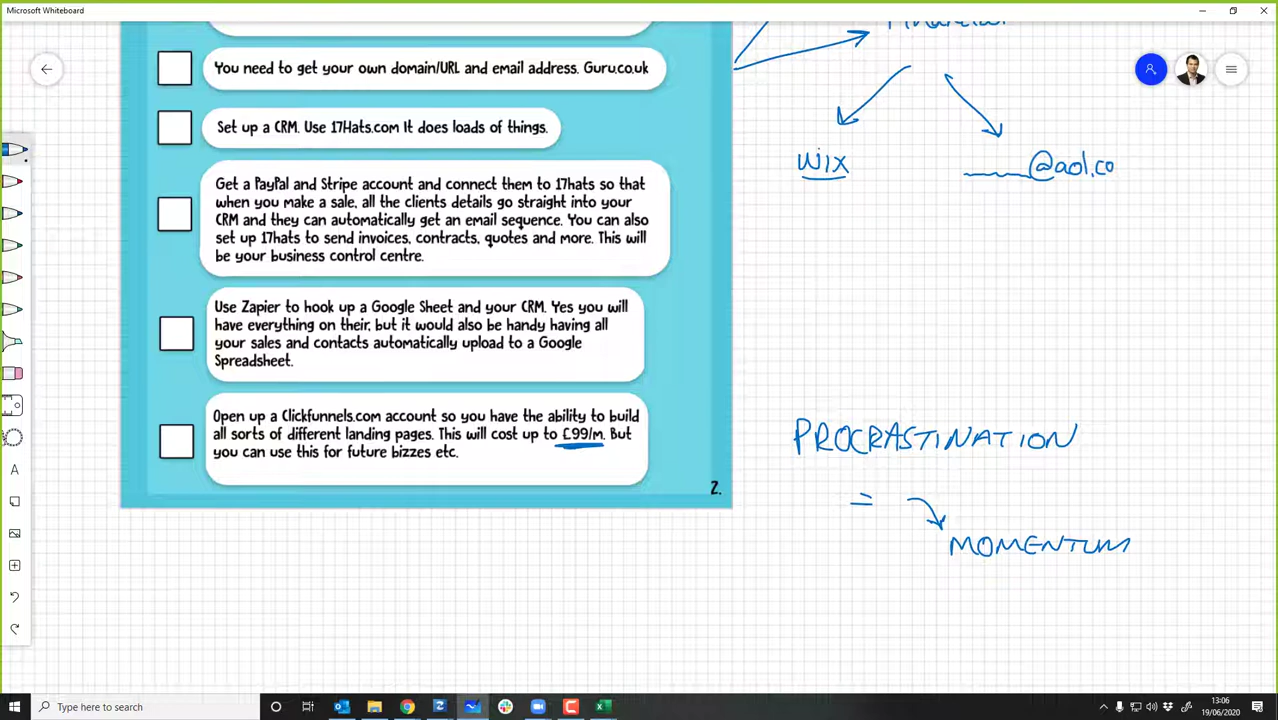 Microsoft Whiteboard
You need to get your own domain/URL and email address. Guru.co.uk
Set up a CRM. Use 17Hats.com It does loads of things.
Get a PayPal and Stripe account and connect them to 17hats so that
when you make a sale, all the clients details go straight into your
CRM and they can automatically get an email sequence. You can also
set up 17hats to send invoices, contracts, quotes and more. This will
be your business control centre.
Use Zapier to hook up a Google Sheet and your CRM. Yes you will
have everything on their, but it would also be handy having all
your sales and contacts automatically upload to a Google
Spreadsheet.
Open up a Clickfunnels.com account so you have the ability to build
all sorts of different landing pages. This will cost up to £99/m. But
you can use this for future bizzes etc.
2.
Wix
____@aol.co
PROCRASTINATION
=
MOMENTUM
A
Type here to search
13:06
19/06/2020